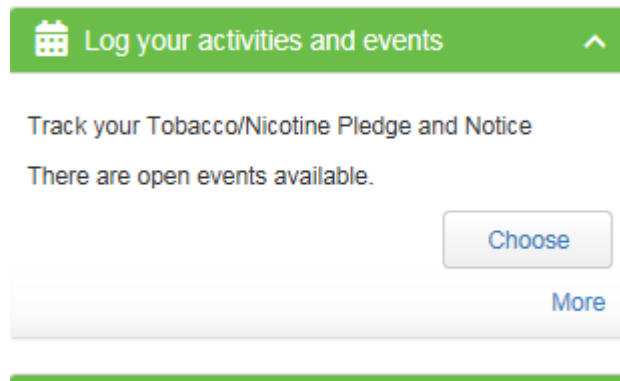 Log your activities and events
Track your Tobacco/Nicotine Pledge and Notice
There are open events available.
Choose
More